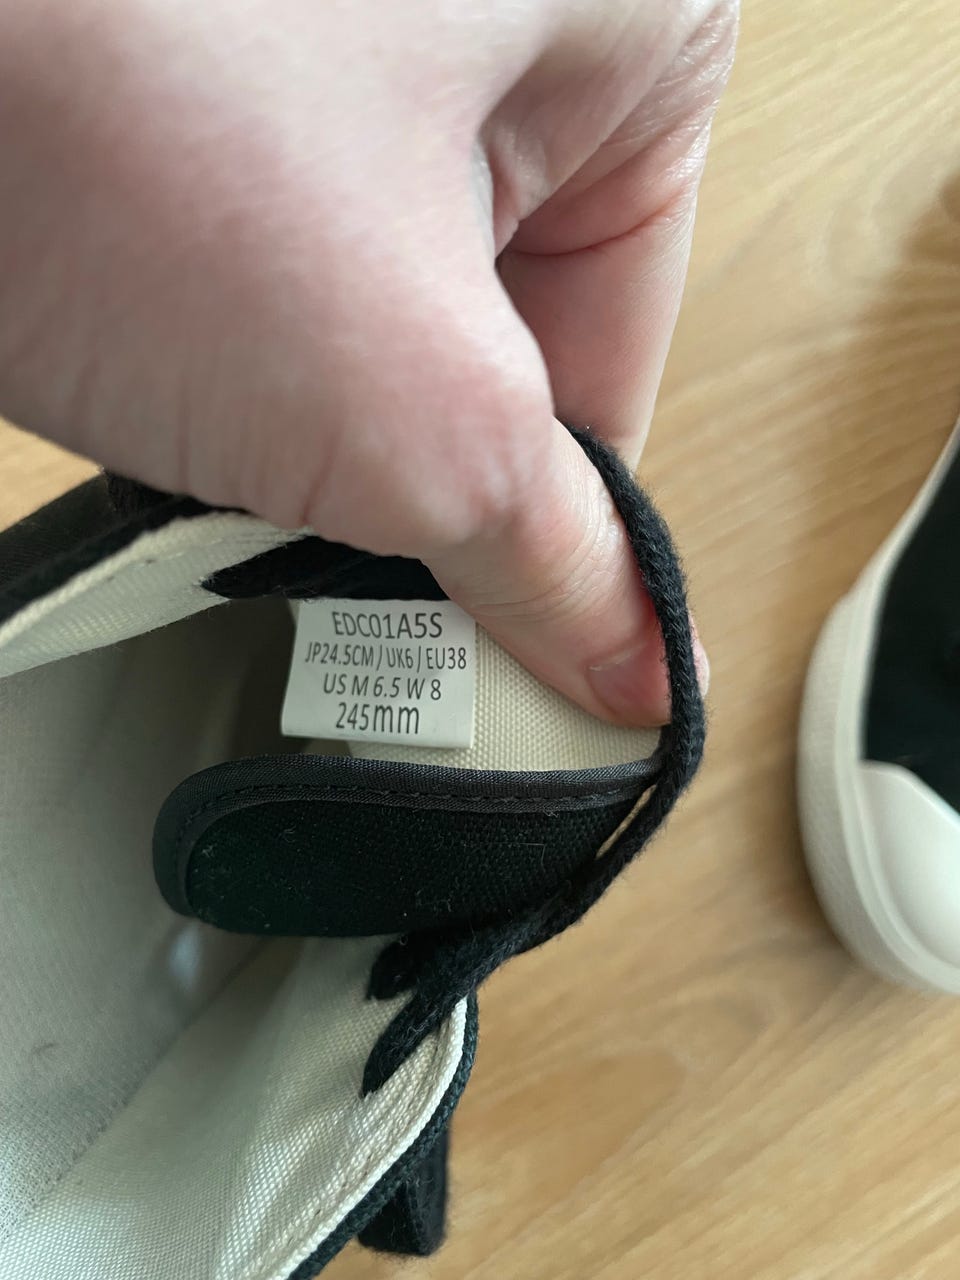 EDC01A5S
JP24.5CM/UK6/EU38
US M 6.5 W 8
245mm